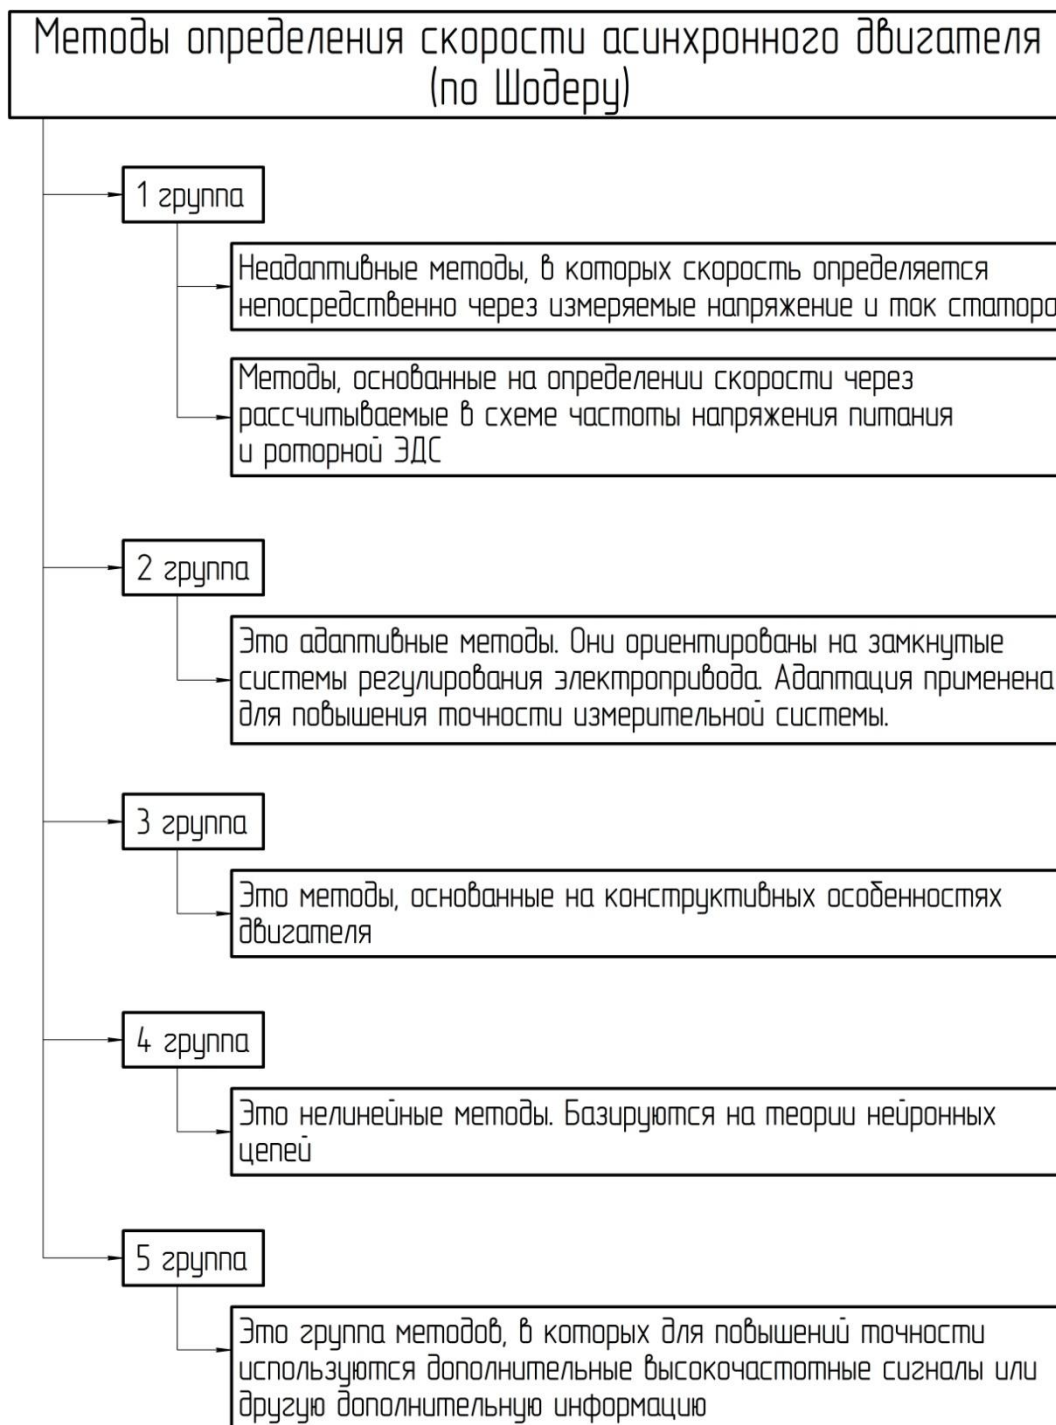 Методы определения скорости асинхронного двигателя
(по Шодеру)
1 группа
Неадаптивные методы, в которых скорость определяется
непосредственно через измеряемые напряжение и ток статора
Методы, основанные на определении скорости через
рассчитываемые в схеме частоты напряжения питания
и роторной ЭДС
2 группа
Это адаптивные методы. Они ориентированы на замкнутые
системы регулирования электропривода. Адаптация применена
для повышения точности измерительной системы.
3 группа
Это методы, основанные на конструктивных особенностях
двигателя
4 группа
Это нелинейные методы. Базируются на теории нейронных
цепей
5 группа
Это группа методов, в которых для повышений точности
используются дополнительные высокочастотные сигналы или
другую дополнительную информацию